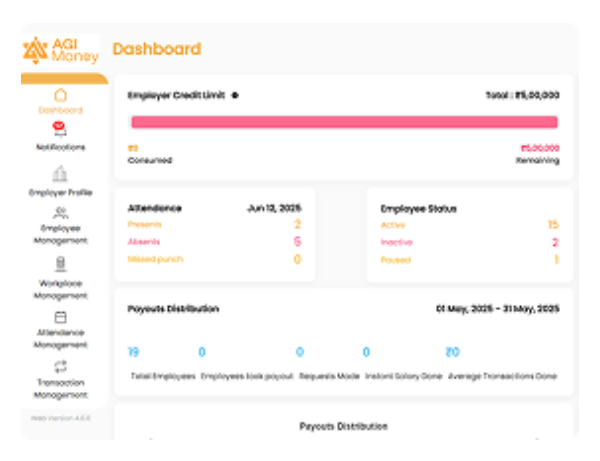 AGI
Money
Dashboard
Dashboard
Notifications
Employer Profile
Employee
Management
Workplace
Management
Attendance
Management
Transaction
Management
Web Version 4.6.6
Employer Credit Limit
Total : ₹5,00,000
₹0
₹5,00,000
Consumed
Remaining
Attendance
Jun 12, 2025
Presents
2
Absents
5
Missed punch
0
Employee Status
Active
15
Inactive
2
Paused
1
Payouts Distribution
01 May, 2025 - 31 May, 2025
19
0
0
0
₹0
Total Employees
Employees took payout
Requests Made
Instant Salary Done
Average Transactions Done
Payouts Distribution